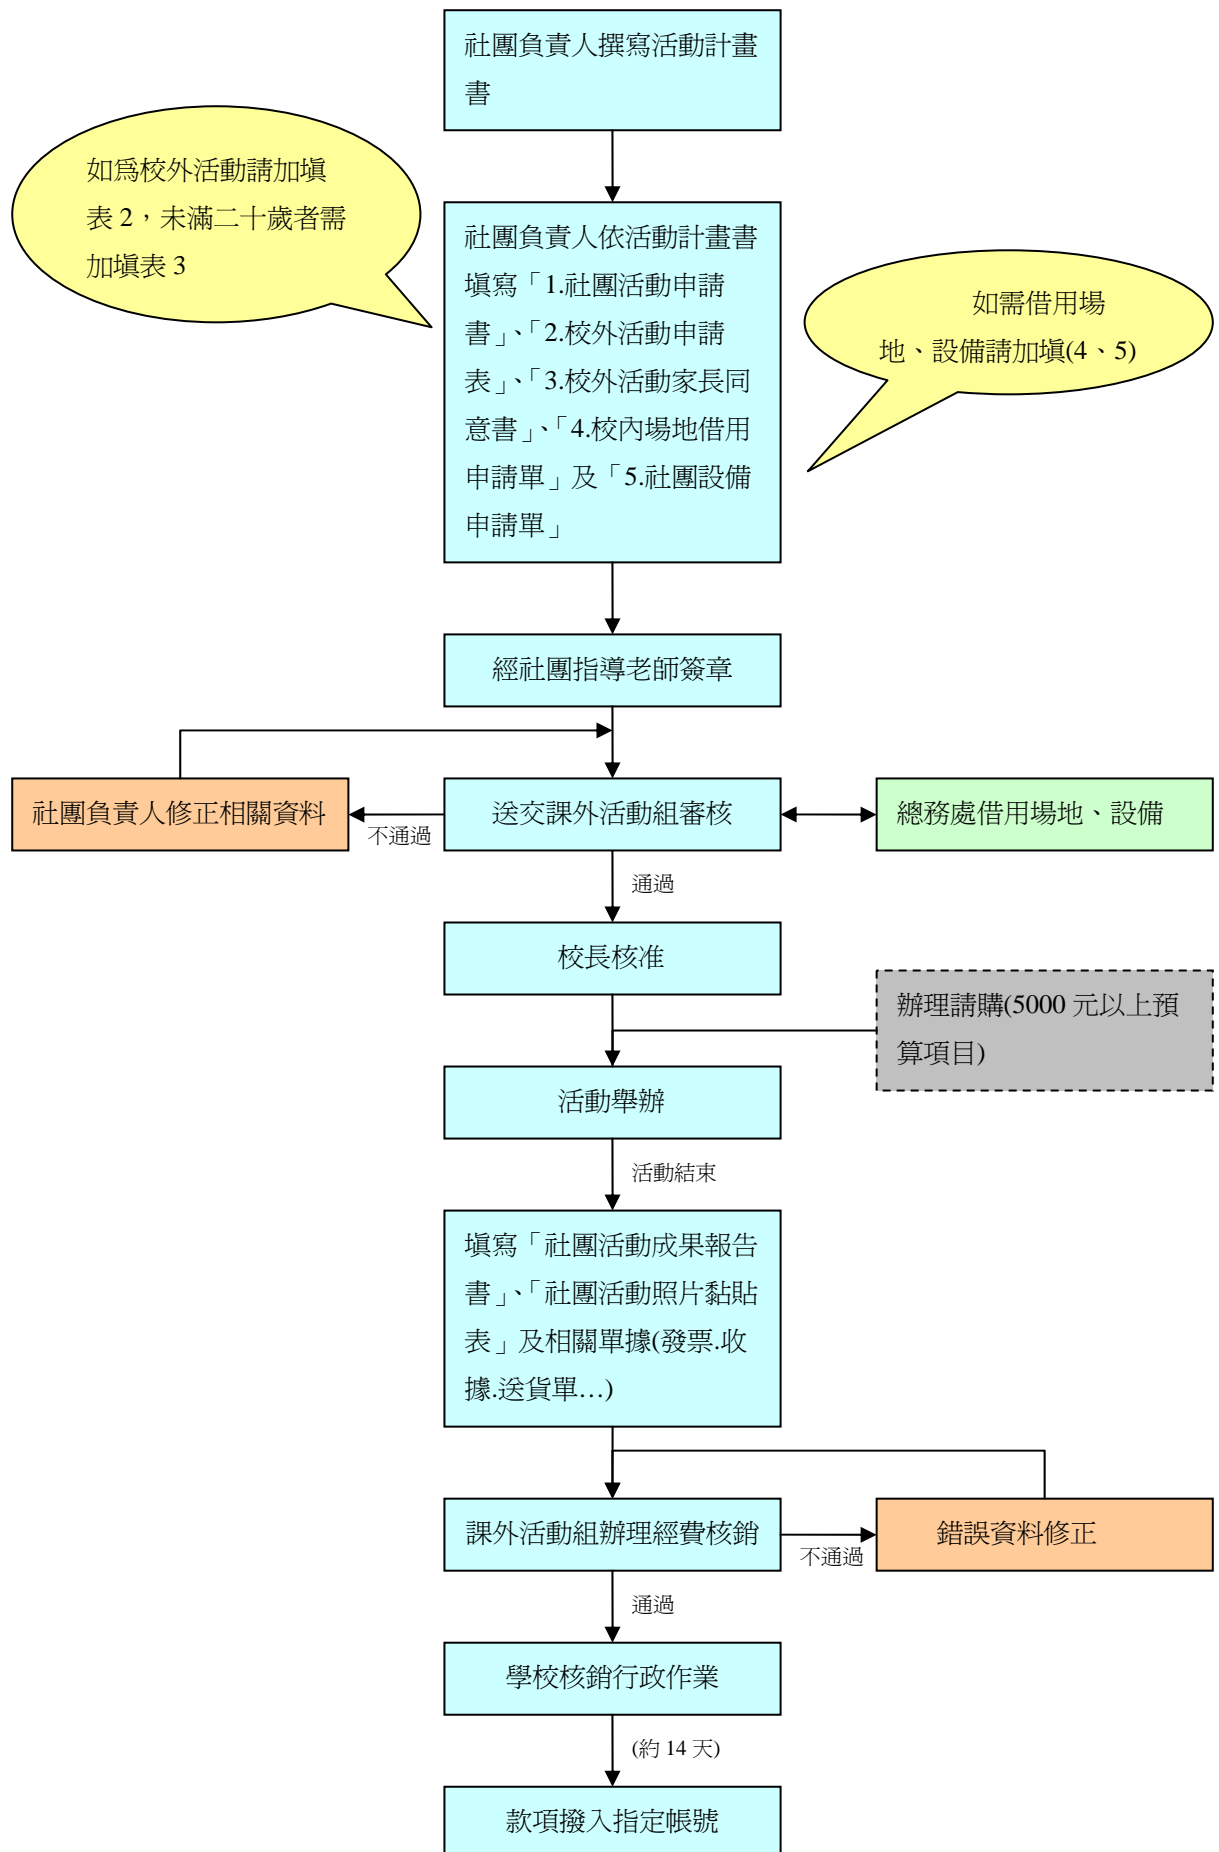 社團負責人撰寫活動計畫
書
如為校外活動請加填
表 2，未滿二十歲者需
加填表 3
社團負責人依活動計畫書
填寫「1.社團活動申請
書」、「2.校外活動申請
表」、「3.校外活動家長同
意書」、「4.校內場地借用
申請單」及「5.社團設備
申請單」
如需借用場
地、設備請加填(4、5)
經社團指導老師簽章
社團負責人修正相關資料
不通過
送交課外活動組審核
總務處借用場地、設備
通過
校長核准
辦理請購(5000 元以上預
算項目)
活動舉辦
活動結束
填寫「社團活動成果報告
書」、「社團活動照片黏貼
表」及相關單據(發票.收
據.送貨單…)
課外活動組辦理經費核銷
不通過
錯誤資料修正
通過
學校核銷行政作業
(約 14 天)
款項撥入指定帳號